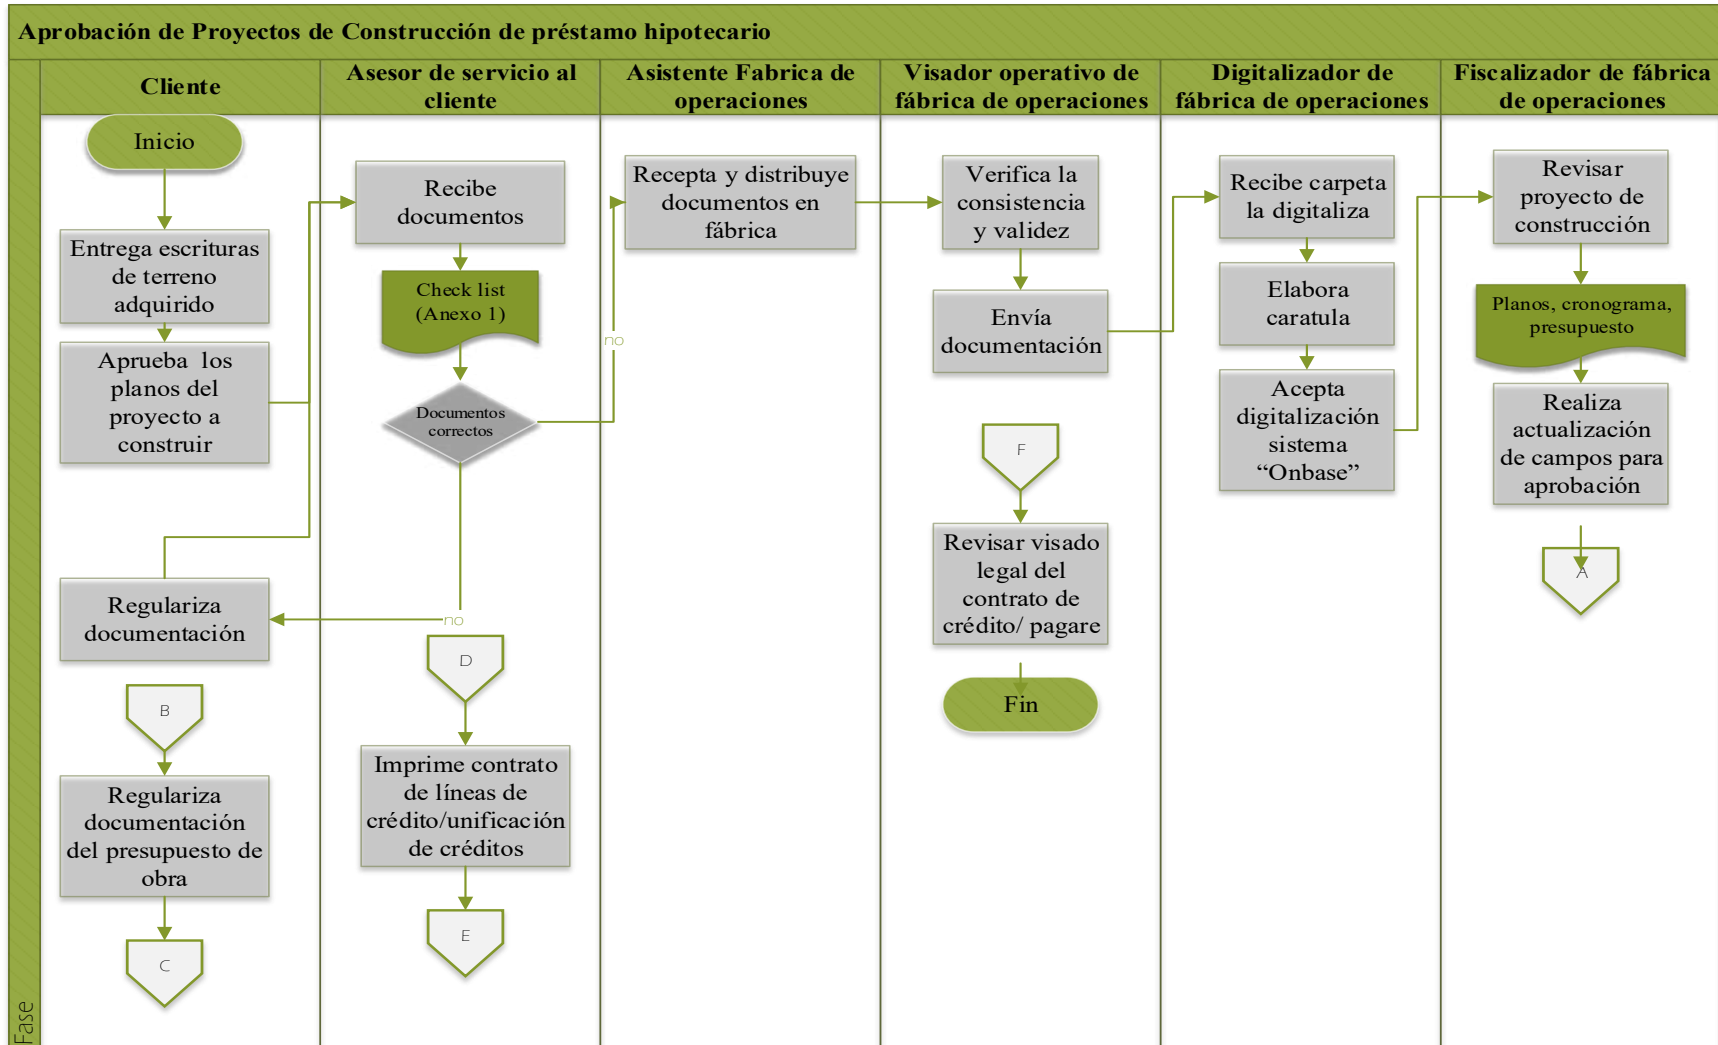 Aprobación de Proyectos de Construcción de préstamo hipotecario
Cliente
Asesor de servicio al
cliente
Asistente Fabrica de
operaciones
Visador operativo de
fábrica de operaciones
Digitalizador de
fábrica de operaciones
Fiscalizador de fábrica
de operaciones
Inicio
Entrega escrituras
de terreno
adquirido
Aprueba los
planos del
proyecto a
construir
Regulariza
documentación
B
Regulariza
documentación
del presupuesto de
obra
C
Recibe
documentos
Check list
(Anexo 1)
Documentos
correctos
no
no
D
Imprime contrato
de líneas de
crédito/unificación
de créditos
E
Recepta y distribuye
documentos en
fábrica
Verifica la
consistencia
y validez
Envía
documentación
F
Revisar visado
legal del
contrato de
crédito/ pagare
Fin
Recibe carpeta
la digitaliza
Elabora
caratula
Acepta
digitalización
sistema
“Onbase”
Revisar
proyecto de
construcción
Planos, cronograma,
presupuesto
Realiza
actualización
de campos para
aprobación
A
Fase